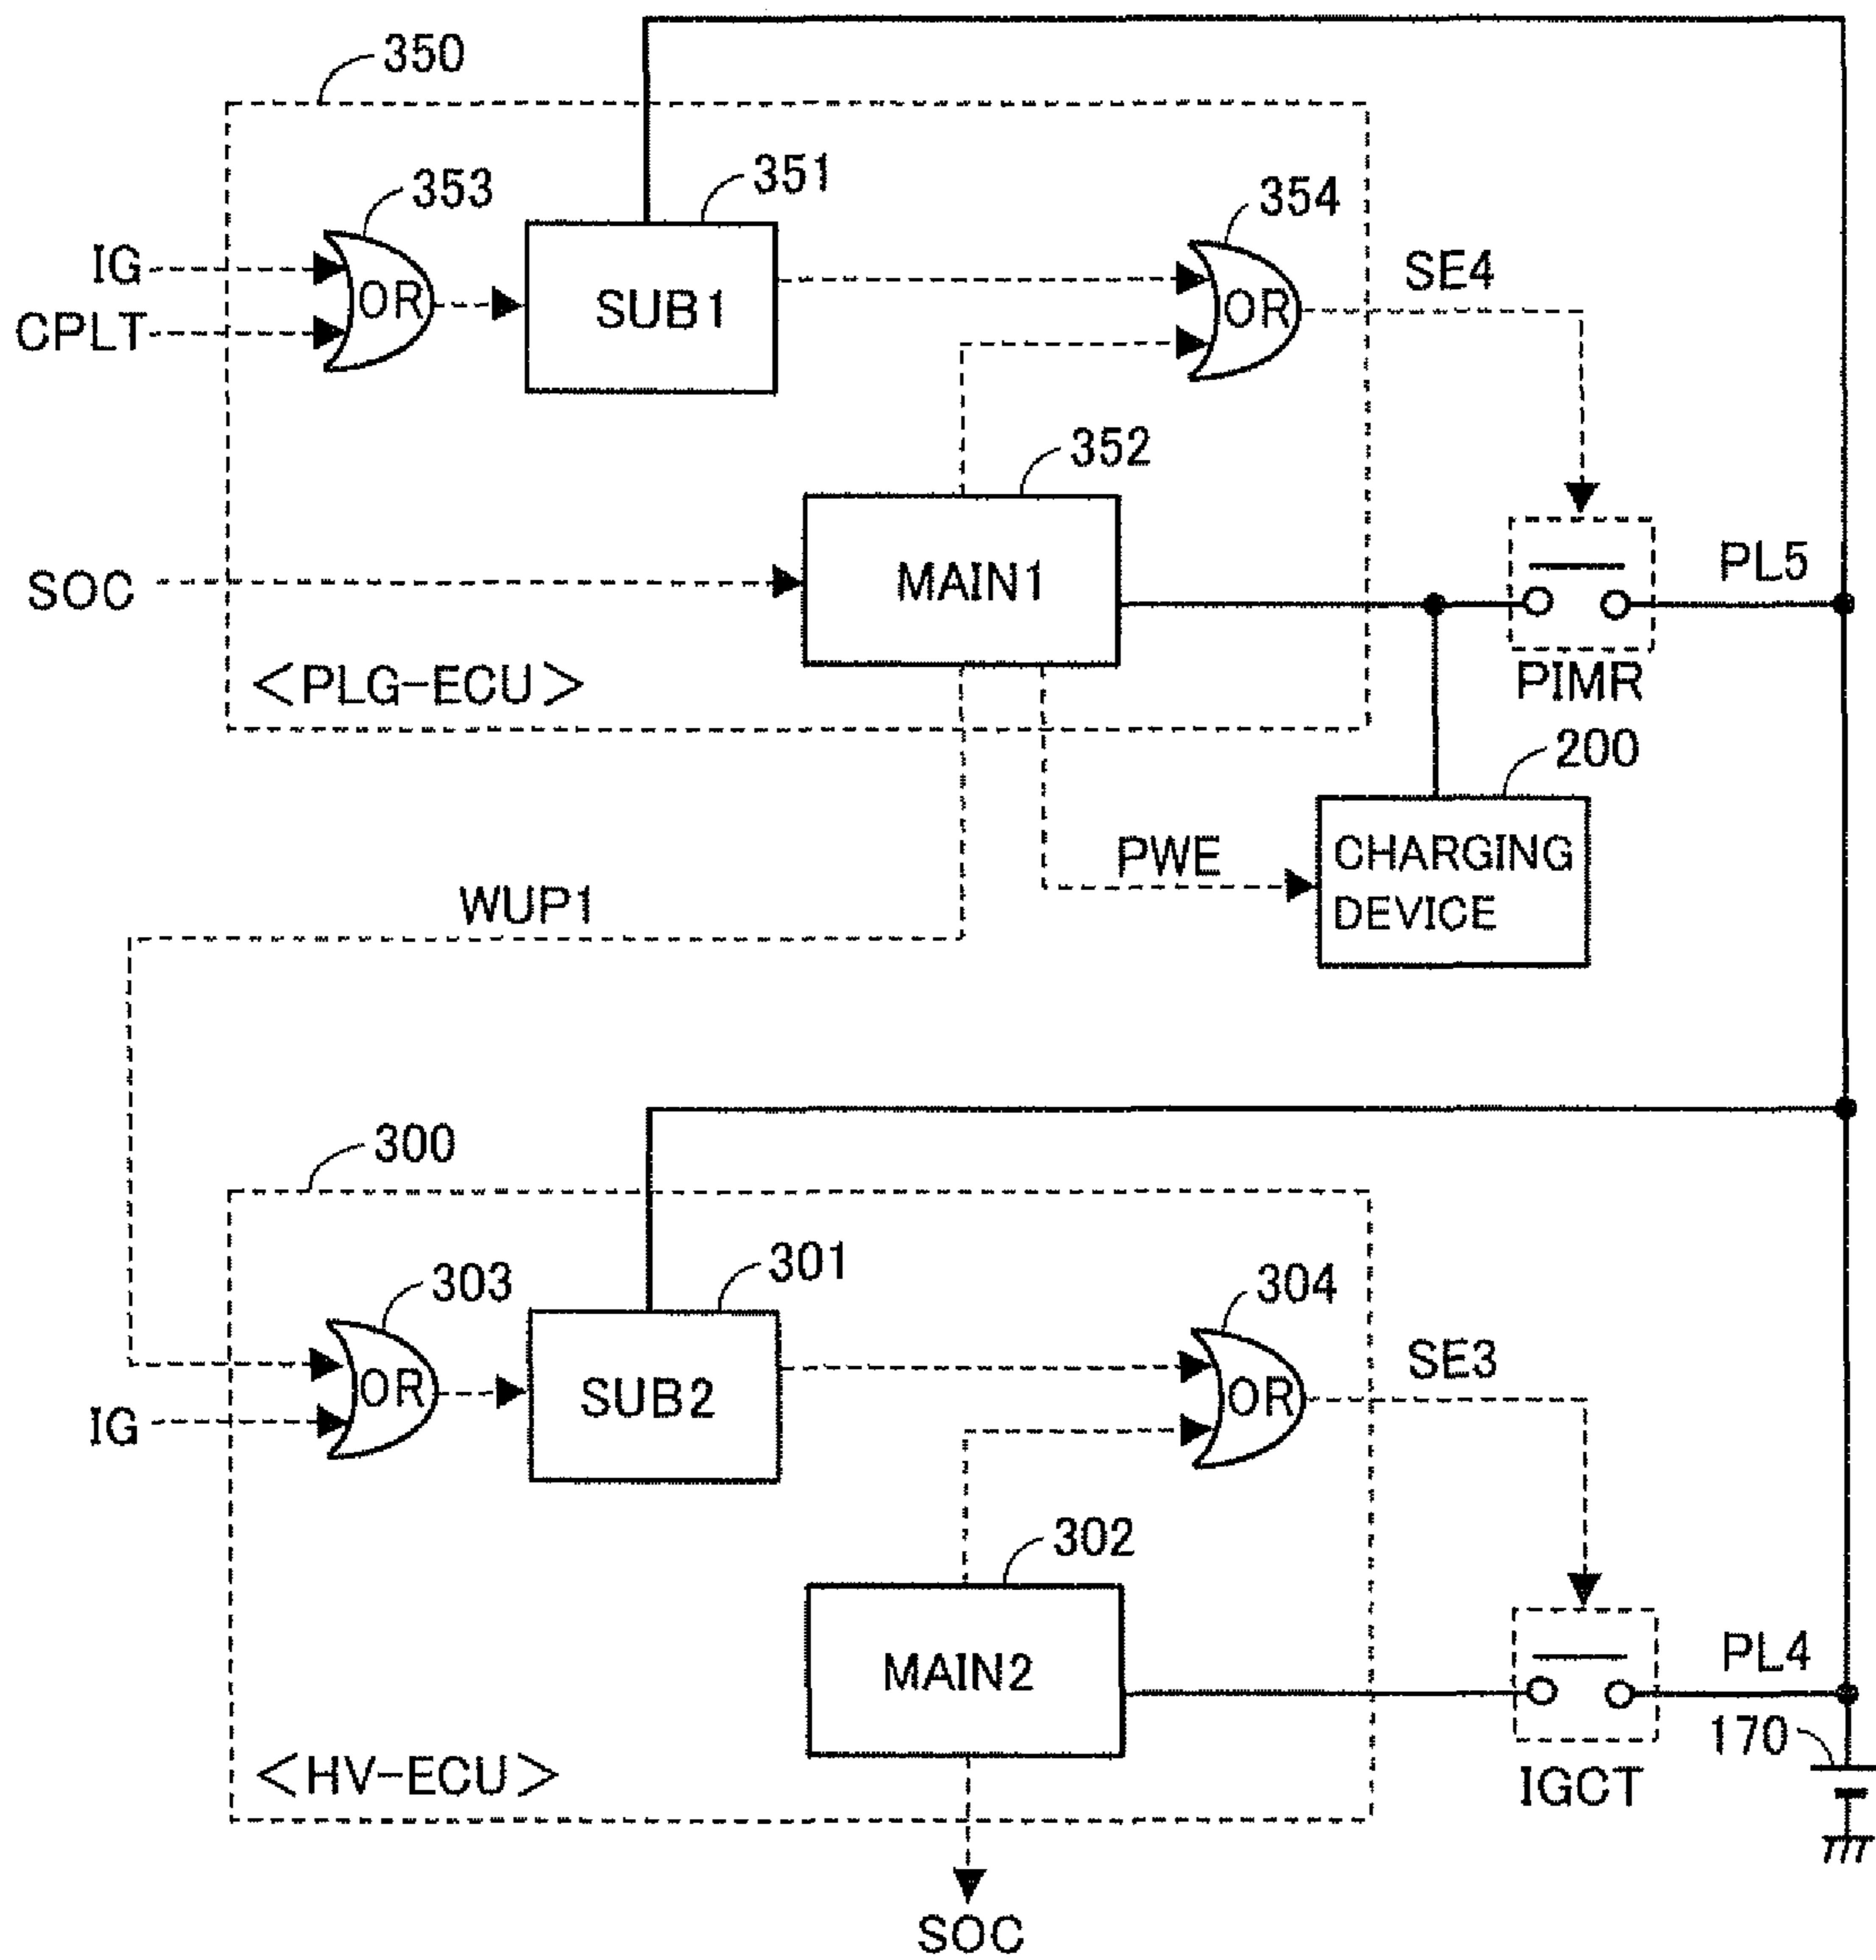 350
353
351
354
IG
OR
SUB1
OR
SE4
CPLT
352
SOC
MAIN1
PL5
<PLG-ECU>
PIMR
200
PWE
CHARGING
DEVICE
WUP1
300
303
301
304
OR
SUB2
OR
SE3
IG
302
MAIN2
PL4
170
<HV-ECU>
IGCT
SOC